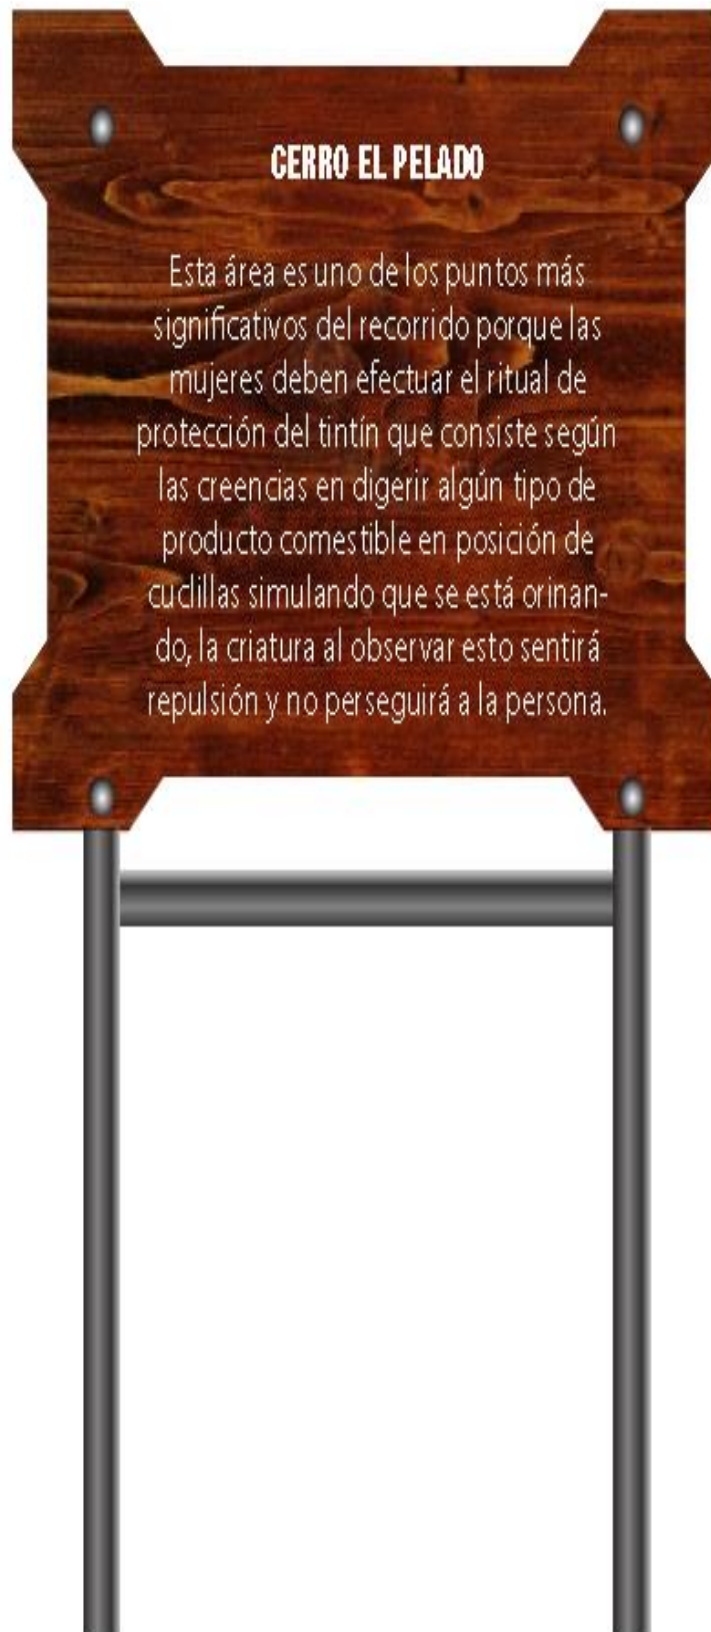 CERRO EL PELADO
Esta área es uno de los puntos más
significativos del recorrido porque las
mujeres deben efectuar el ritual de
protección del tintín que consiste según
las creencias en digerir algún tipo de
producto comestible en posición de
cuclillas simulando que se está orinan-
do, la criatura al observar esto sentirá
repulsión y no perseguirá a la persona.